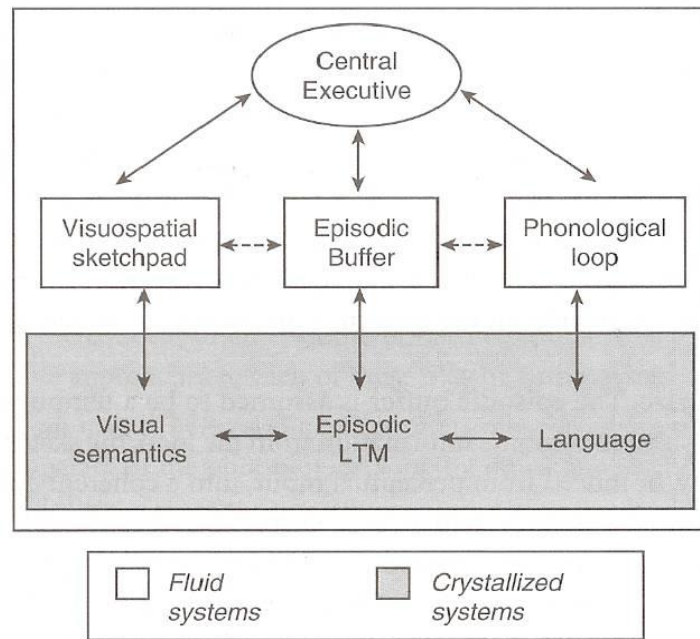 Central
Executive
Visuospatial
sketchpad
Episodic
Buffer
Phonological
loop
Visual
semantics
Episodic
LTM
Language
Fluid
systems
Crystallized
systems